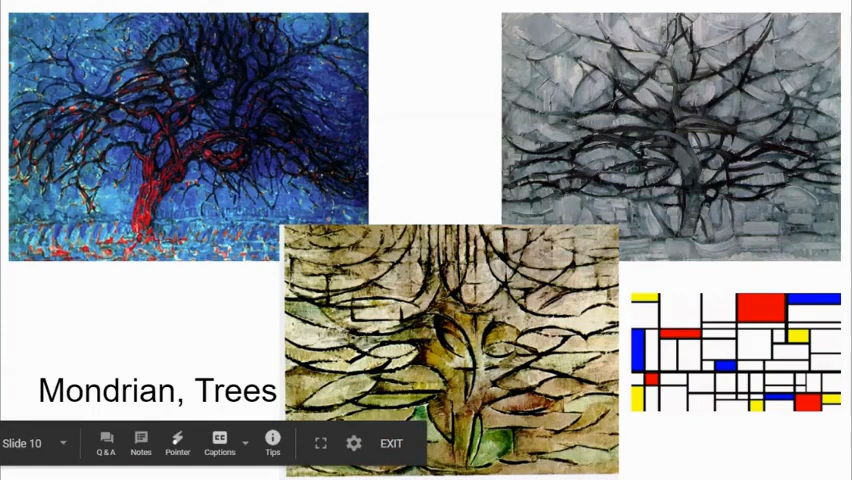 Mondrian, Trees
Slide 10
Q & A
Notes
Pointer
Captions
Tips
EXIT